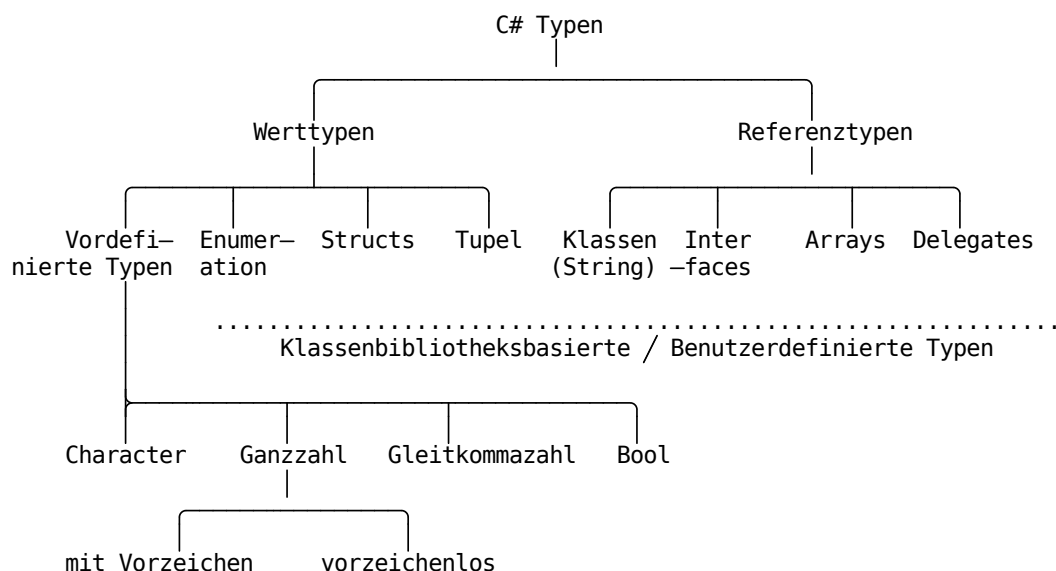 C# Typen
Werttypen Referenztypen
Vordefi– Enumer– Structs Tupel Klassen Inter Arrays Delegates
nierte Typen ation (String) –faces
Klassenbibliotheksbasierte / Benutzerdefinierte Typen
Character Ganzzahl Gleitkommazahl Bool
mit Vorzeichen vorzeichenlos